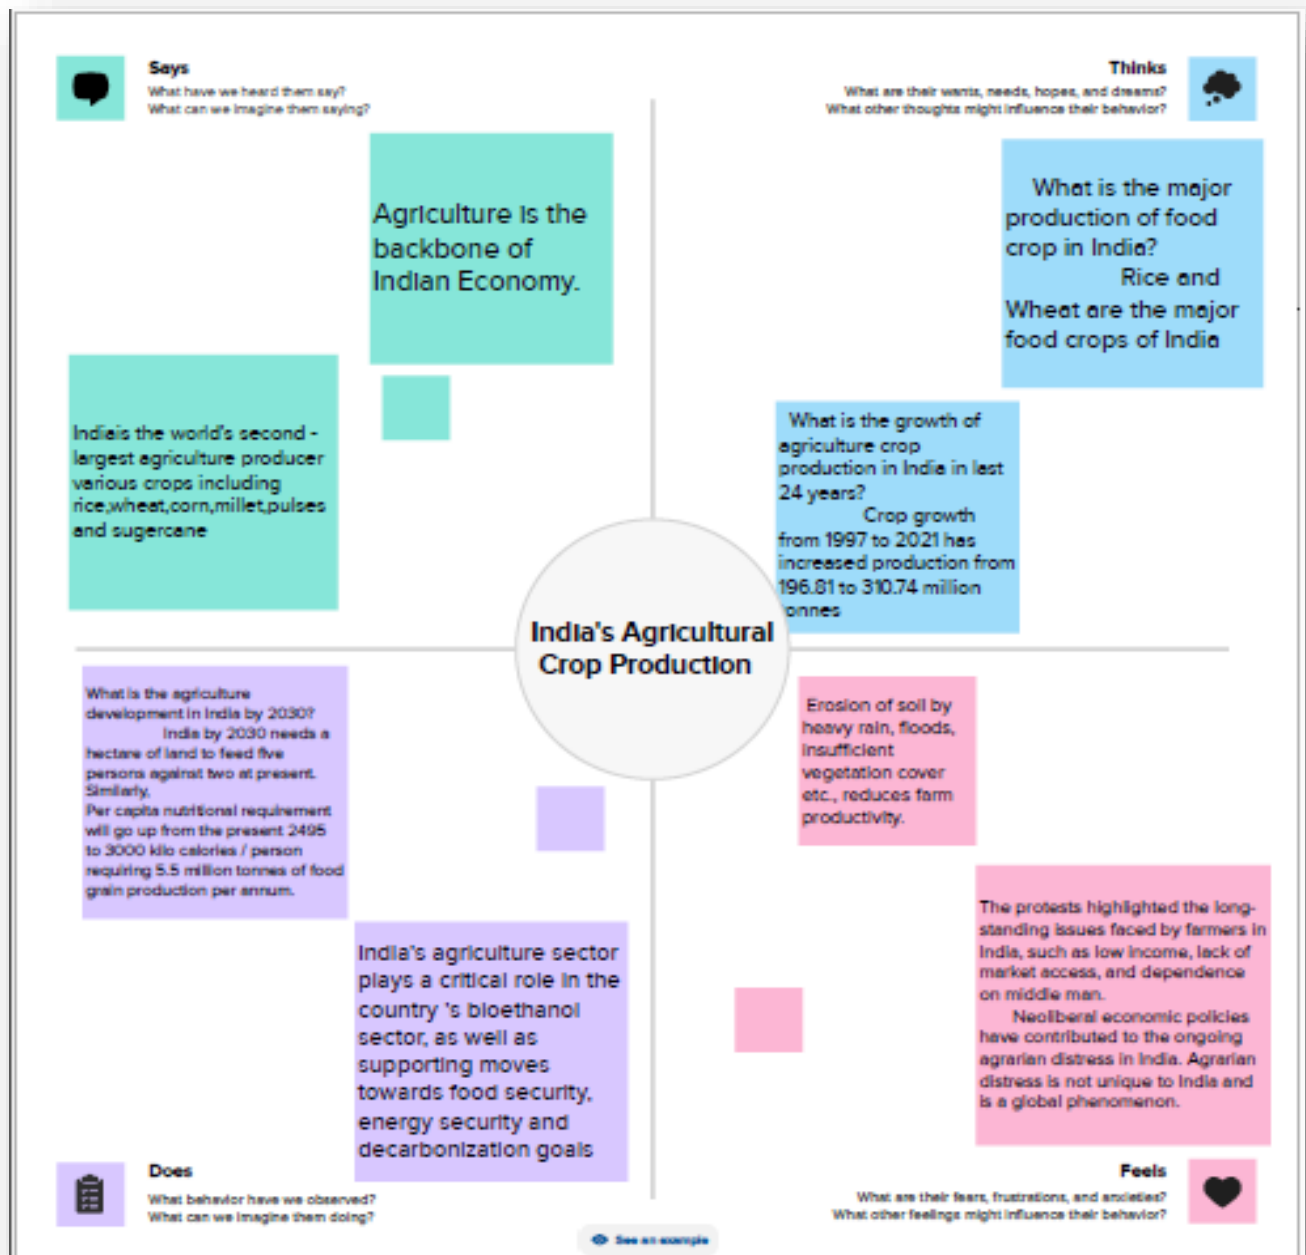 Says
What have we heard them say?
What can we imagine them saying?
Thinks
What are their wants, needs, hopes, and dreams?
What other thoughts might influence their behavior?
Agriculture is the
backbone of
Indian Economy.
Indiais the world's second -
largest agriculture producer
various crops including
rice,wheat,corn,millet,pulses
and sugercane
What is the major
production of food
crop in India?
Rice and
Wheat are the major
food crops of India
What is the growth of
agriculture crop
production in India in last
24 years?
Crop growth
from 1997 to 2021 has
increased production from
196.81 to 310.74 million
tonnes
India's Agricultural
Crop Production
What is the agriculture
development in India by 2030?
India by 2030 needs a
hectare of land to feed five
persons against two at present.
Similarly,
Per capita nutritional requirement
will go up from the present 2495
to 3000 kilo calories / person
requiring 5.5 million tonnes of food
grain production per annum.
India's agriculture sector
plays a critical role in the
country 's bioethanol
sector, as well as
supporting moves
towards food security,
energy security and
decarbonization goals
Erosion of soil by
heavy rain, floods,
insufficient
vegetation cover
etc., reduces farm
productivity.
The protests highlighted the long-
standing issues faced by farmers in
India, such as low income, lack of
market access, and dependence
on middle man.
Neoliberal economic policies
have contributed to the ongoing
agrarian distress in India. Agrarian
distress is not unique to India and
is a global phenomenon.
Does
What behavior have we observed?
What can we imagine them doing?
Feels
What are their fears, frustrations, and anxieties?
What other feelings might influence their behavior?
See an example